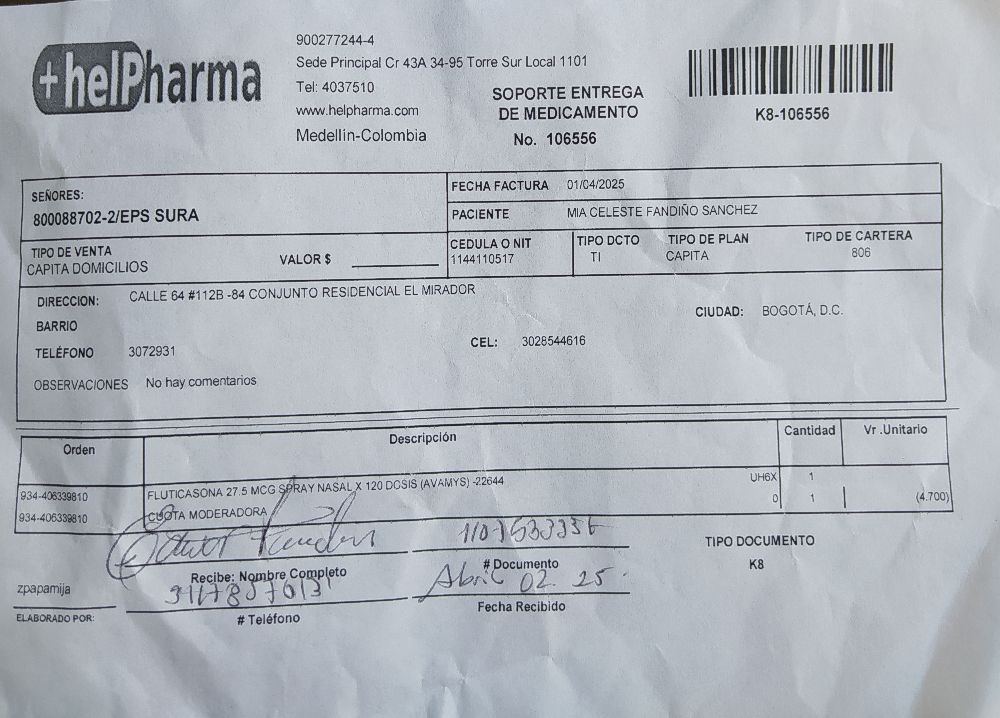 +helPharma
900277244-4
Sede Principal Cr 43A 34-95 Torre Sur Local 1101
Tel: 4037510
www.helpharma.com
Medellin-Colombia
SOPORTE ENTREGA
DE MEDICAMENTO
No. 106556
K8-106556
SEÑORES:
800088702-2/EPS SURA
FECHA FACTURA 01/04/2025
PACIENTE MIA CELESTE FANDIÑO SANCHEZ
TIPO DE VENTA
CAPITA DOMICILIOS
VALOR $
CEDULA O NIT
1144110517
TIPO DCTO
TI
TIPO DE PLAN
CAPITA
TIPO DE CARTERA
806
DIRECCION: CALLE 64 #112B -84 CONJUNTO RESIDENCIAL EL MIRADOR
BARRIO
CIUDAD: BOGOTÁ, D.C.
TELÉFONO 3072931
CEL: 3028544616
OBSERVACIONES No hay comentarios
Orden Descripción Cantidad Vr .Unitario
934-406339810 FLUTICASONA 27.5 MCG SPRAY NASAL X 120 DOSIS (AVAMYS) -22644 UH6X 1
934-406339810 CUOTA MODERADORA 0 1 (4.700)
Recibe: Nombre Completo
# Documento
Abril 02. 25.
Fecha Recibido
# Teléfono
TIPO DOCUMENTO
K8
zpapamija
ELABORADO POR: